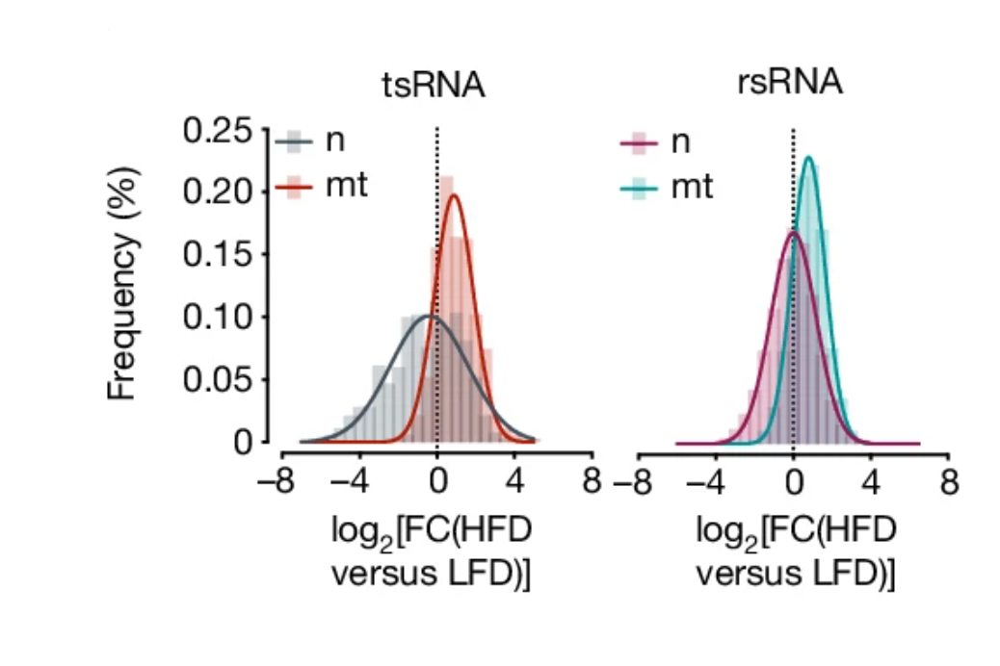 tsRNA
n
mt
0.25
0.20
0.15
0.10
0.05
0
Frequency (%)
−8 −4 0 4 8
log2[FC(HFD
versus LFD)]
rsRNA
n
mt
−8 −4 0 4 8
log2[FC(HFD
versus LFD)]